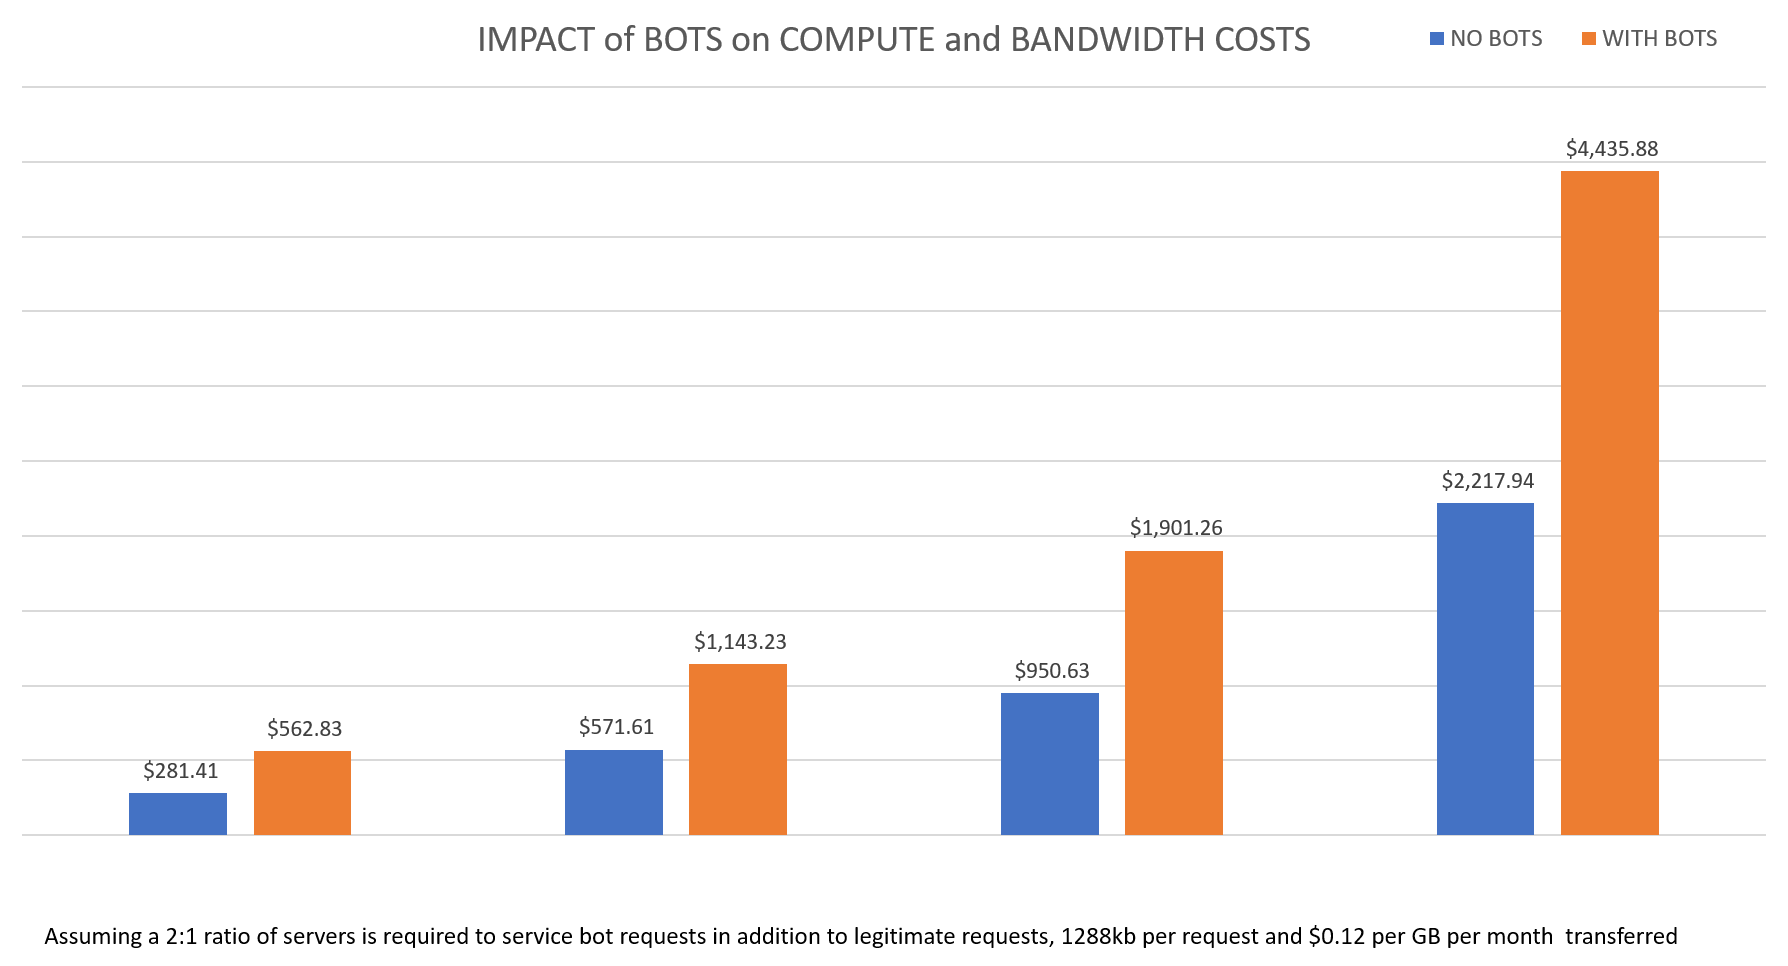 IMPACT of BOTS on COMPUTE and BANDWIDTH COSTS
NO BOTS
WITH BOTS
$281.41
$562.83
$571.61
$1,143.23
$950.63
$1,901.26
$2,217.94
$4,435.88
Assuming a 2:1 ratio of servers is required to service bot requests in addition to legitimate requests, 1288kb per request and $0.12 per GB per month  transferred